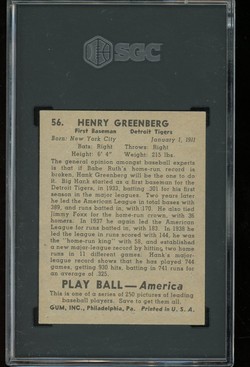 SGC
56. HENRY GREENBERG
First Baseman Detroit Tigers
Born: New York City January 1, 1911
Bats: Right Throws: Right
Height: 6' 4" Weight: 215 lbs.
The general opinion amongst baseball experts
is that if Babe Ruth's home-run record is
broken, Hank Greenberg will be the one to do
it. Big Hank started as a first baseman for the
Detroit Tigers, in 1933, batting .301 for his first
season in the major leagues. Two years later
he led the American League in total bases with
389, and runs batted in, with 170. He also tied
Jimmy Foxx for the most home-runs with
36 homers. In 1937 he again led the American
League for runs batted in, with 183. In 1938 he
led the league in runs scored with 144, he was
the "home-run king" with 58, and established a
new major-league record for hitting two home-
runs in 11 different games. Hank's major-
league record shows that he has played 744
games, getting 930 hits, batting in 741 runs for
an average of .325.
PLAY BALL—America
This is one of a series of 250 pictures of leading
baseball players. Save to get them all.
GUM, INC., Philadelphia, Pa. Printed in U. S. A.